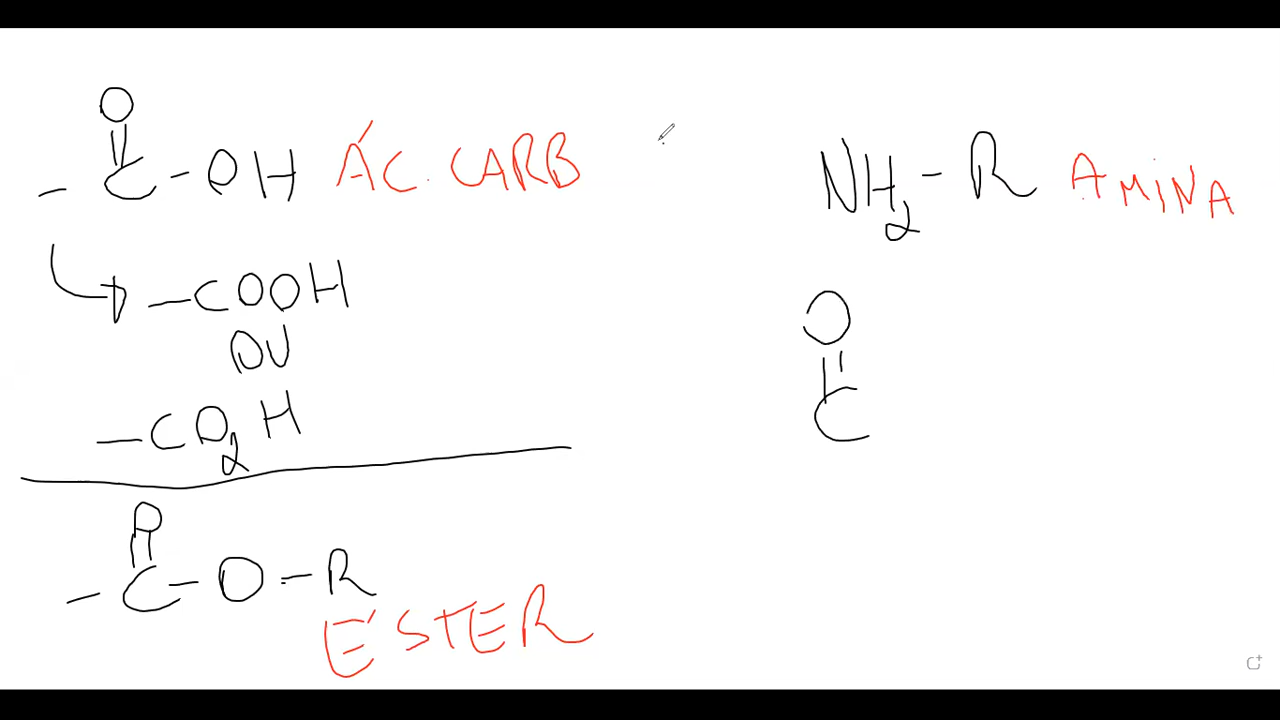 O
- C - OH ÁC. CARB
-COOH
OU
-CO2H
O
- C - O - R
ÉSTER
NH2 - R AMINA
O
C